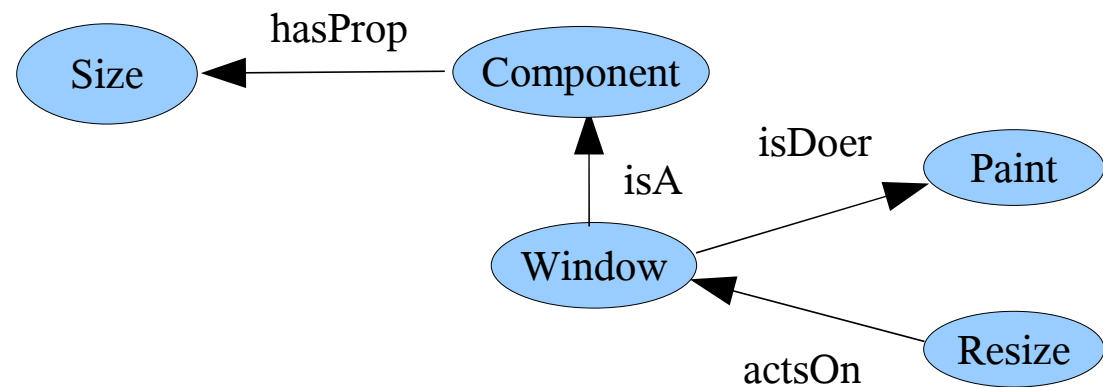 hasProp
Size
Component
isDoer
Paint
isA
Window
Resize
actsOn